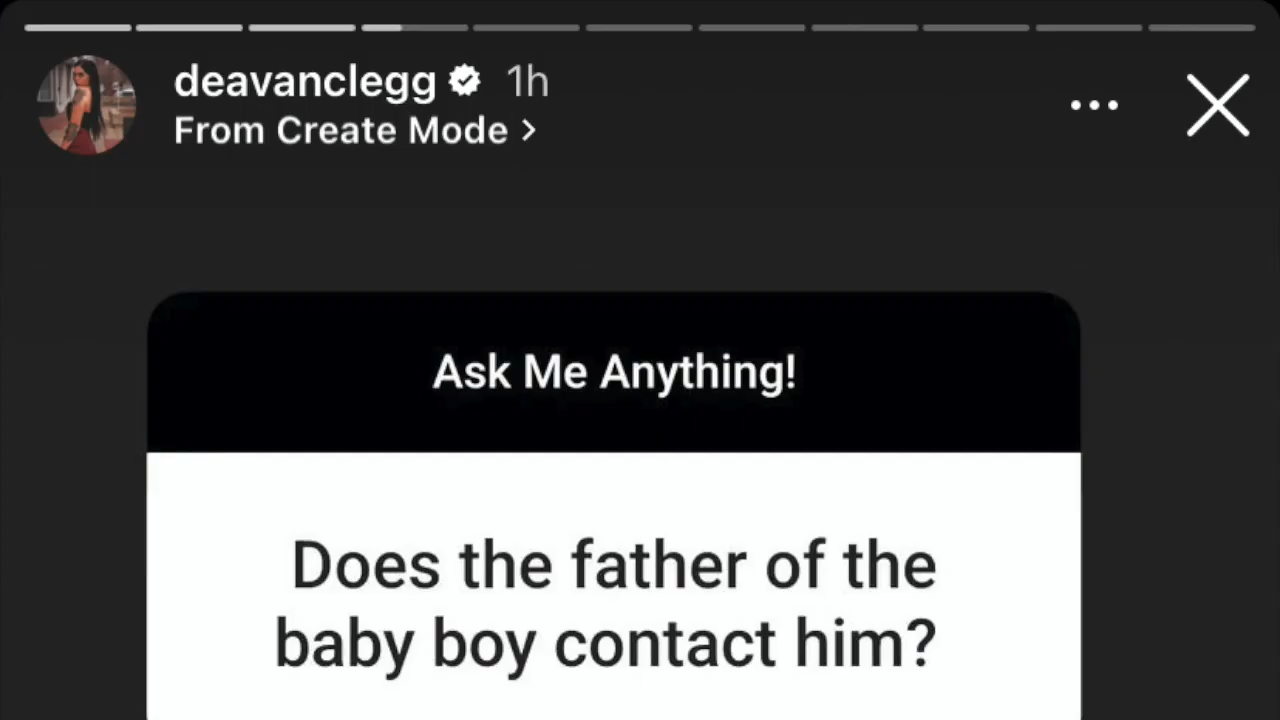 deavanclegg 1h
From Create Mode >
Ask Me Anything!
Does the father of the
baby boy contact him?